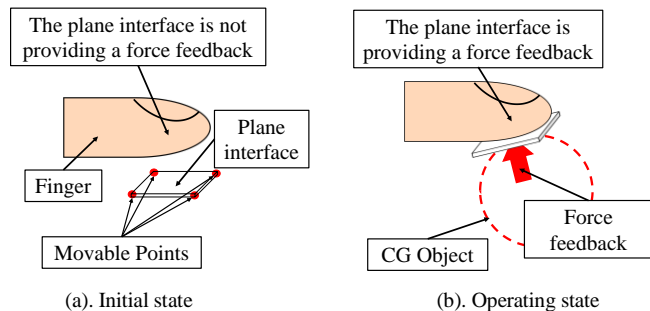 The plane interface is not
providing a force feedback
Plane
interface
Finger
Movable Points
(a). Initial state
The plane interface is
providing a force feedback
Force
feedback
CG Object
(b). Operating state